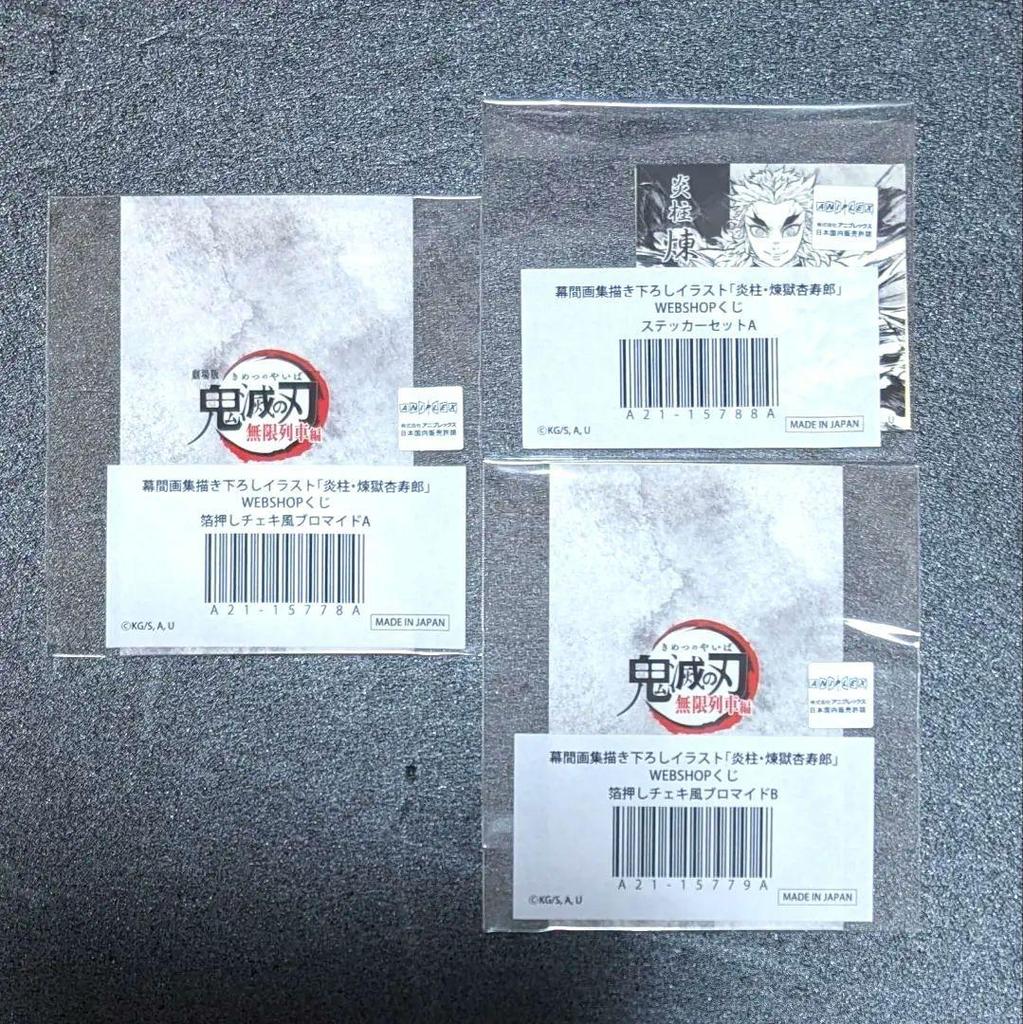 劇場版
きめつのやいば
鬼滅の刃
無限列車編
ANIPLEX
株式会社アニプレックス
日本国内販売許諾
幕間画集描き下ろしイラスト「炎柱・煉獄杏寿郎」
WEBSHOPくじ
箔押しチェキ風ブロマイドA
A21-15778A
©KG/S, A, U
MADE IN JAPAN
炎柱
煉
ANIPLEX
株式会社アニプレックス
日本国内販売許諾
幕間画集描き下ろしイラスト「炎柱・煉獄杏寿郎」
WEBSHOPくじ
ステッカーセットA
A21-15788A
©KG/S, A, U
MADE IN JAPAN
U
きめつのやいば
鬼滅の刃
無限列車編
ANIPLEX
株式会社アニプレックス
日本国内販売許諾
幕間画集描き下ろしイラスト「炎柱・煉獄杏寿郎」
WEBSHOPくじ
箔押しチェキ風ブロマイドB
A21-15779A
©KG/S, A, U
MADE IN JAPAN